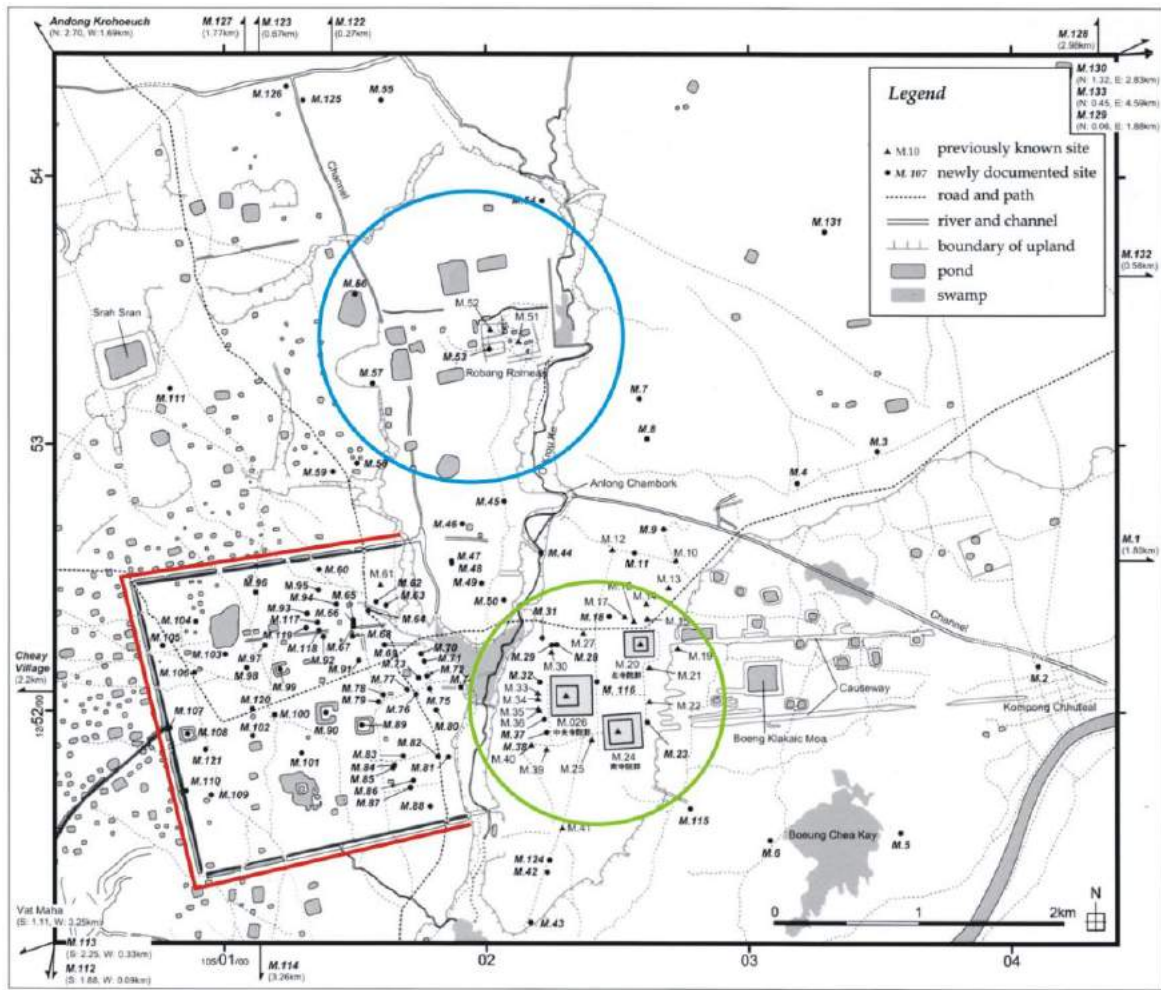 Andong Krohoeuch
(N: 2.70, W:1.69km)
M.127
(1.77km)
M.123
(0.67km)
M.122
(0.27km)
M.128
(2.98km)
M.130
(N: 1.32, E: 2.83km)
M.133
(N: 0.45, E: 4.59km)
M.129
(N: 0.06, E: 1.88km)
Legend
M.10 previously known site
M.107 newly documented site
road and path
river and channel
boundary of upland
pond
swamp
M.126
M.125
M.55
Channel
54
M.54
M.131
M.132
(0.56km)
M.56
Srah Sran
M.52
M.51
M.53
Robang Romeas
M.57
M.111
M.7
M.8
53
M.3
M.4
M.59
M.58
Anlong Chambork
M.45
M.46
M.9
M.12
M.44
M.11
M.10
M.1
(1.80km)
M.47
M.48
M.49
M.60
M.61
M.62
M.63
M.64
M.50
M.96
M.95
M.94
M.65
M.93
M.66
M.117
M.104
M.105
M.119
M.118
M.67
M.68
M.31
M.17
M.18
M.13
M.27
M.19
Channel
M.103
M.97
M.98
M.92
M.91
M.69
M.70
M.71
M.73
M.29
M.30
M.28
M.20
M.21
M.106
M.99
M.77
M.78
M.79
M.76
M.75
M.32
M.33
M.34
M.35
M.36
M.116
M.2
Cheay
Village
(2.2km)
M.107
M.120
M.100
M.102
M.90
M.89
M.80
M.22
Causeway
Kompong Chhuteal
52
M.108
M.37
M.38
M.026
中央寺院群
M.23
Boeng Klakaic Moa
M.121
M.101
M.83
M.84
M.85
M.86
M.87
M.82
M.81
M.40
M.39
M.25
M.24
M.110
M.109
M.88
M.115
M.41
Boeung Chea Kay
M.6
M.5
M.42
M.43
N
0 1 2km
Vat Maha
(S: 1.11, W: 3.25km)
M.113
(S: 2.25, W: 0.33km)
M.112
(S: 1.88, W: 0.09km)
M.114
(3.26km)
01
02
03
04